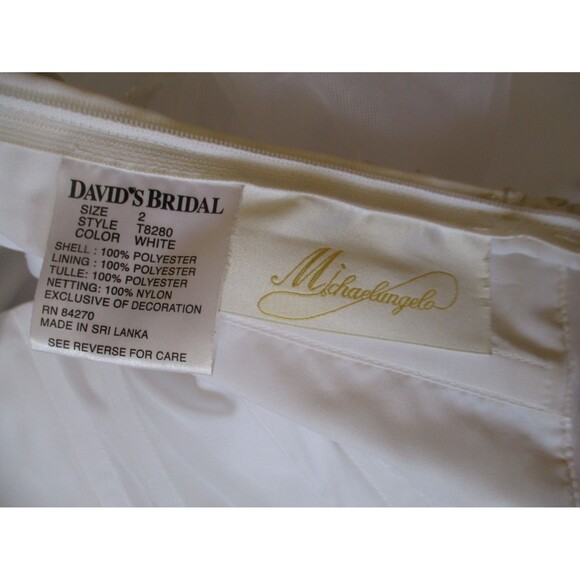 DAVID'S BRIDAL
SIZE 2
STYLE T8280
COLOR WHITE
SHELL : 100% POLYESTER
LINING : 100% POLYESTER
TULLE: 100% POLYESTER
NETTING: 100% NYLON
EXCLUSIVE OF DECORATION
RN 84270
MADE IN SRI LANKA
SEE REVERSE FOR CARE
Michaelangelo